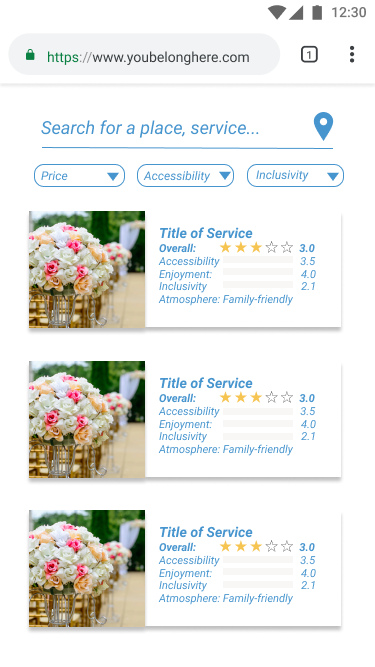 12:30
https://www.youbelonghere.com
1
Search for a place, service...
Price
Accessibility
Inclusivity
Title of Service
Overall: 3.0
Accessibility 3.5
Enjoyment: 4.0
Inclusivity 2.1
Atmosphere: Family-friendly
Title of Service
Overall: 3.0
Accessibility 3.5
Enjoyment: 4.0
Inclusivity 2.1
Atmosphere: Family-friendly
Title of Service
Overall: 3.0
Accessibility 3.5
Enjoyment: 4.0
Inclusivity 2.1
Atmosphere: Family-friendly